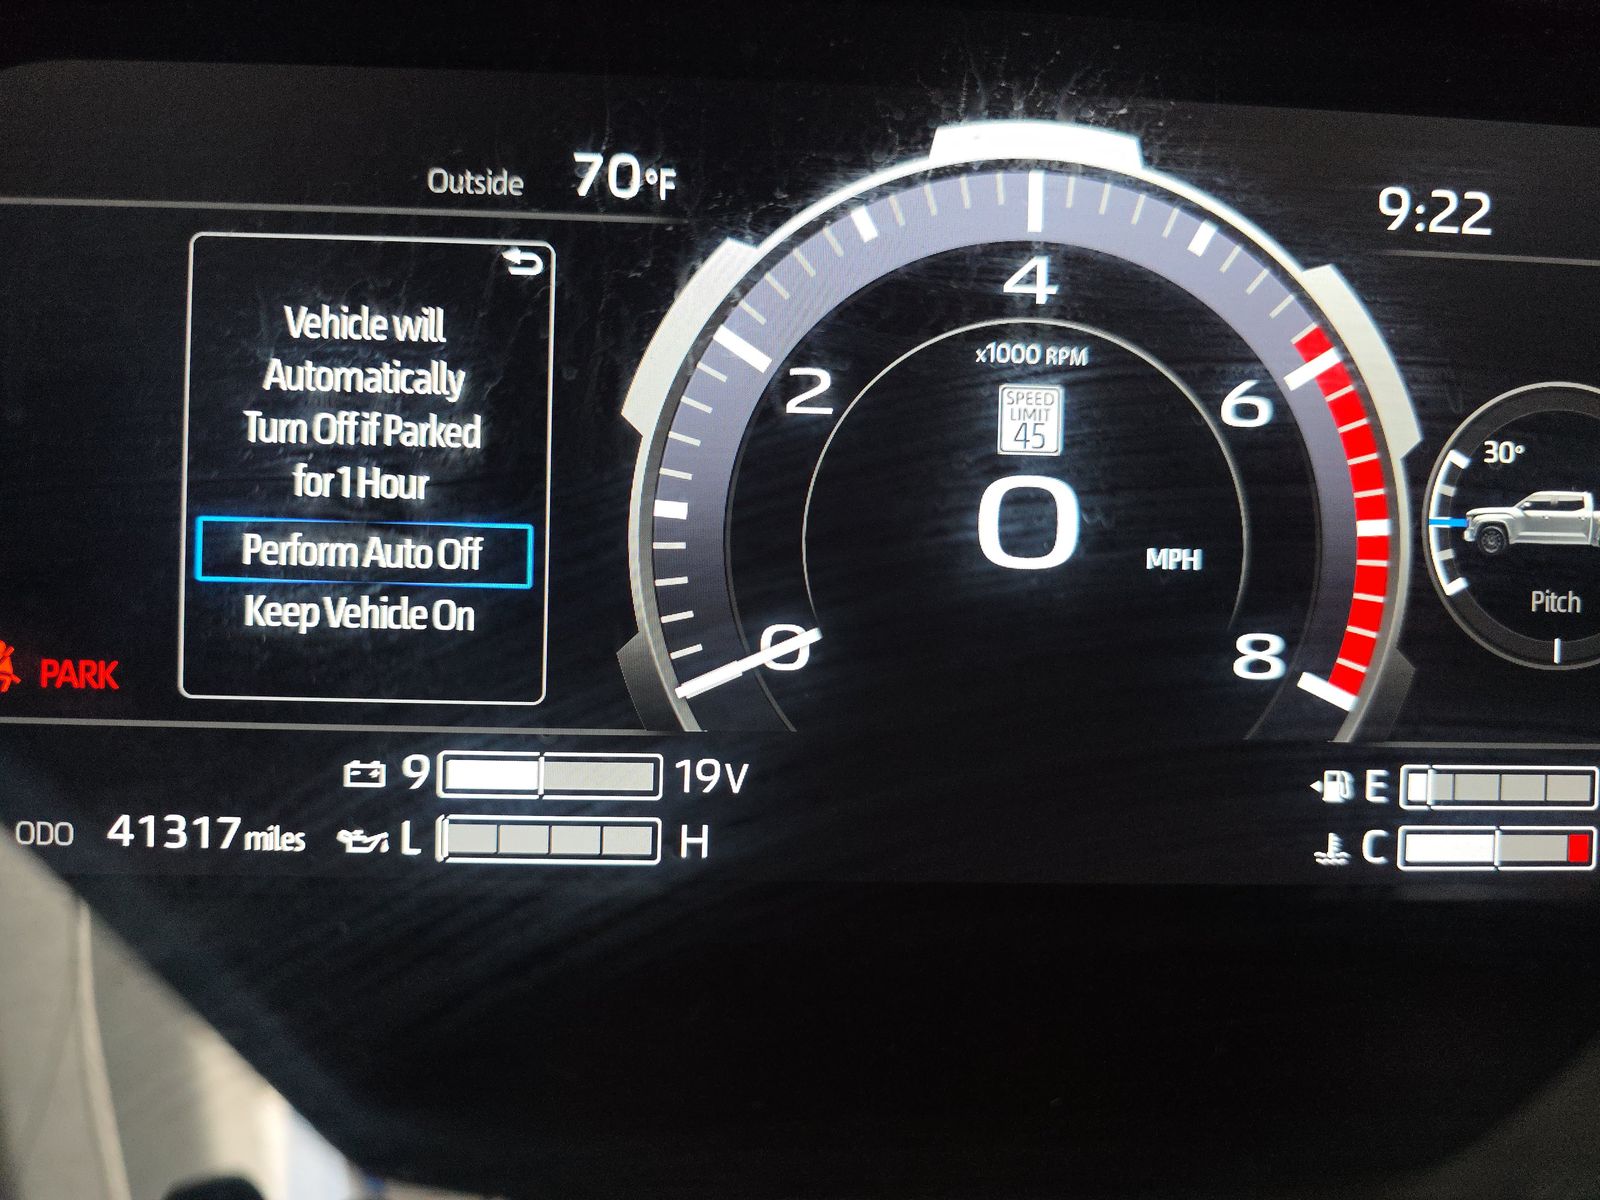 Outside 70°F
9:22
Vehicle will
Automatically
Turn Off if Parked
for 1 Hour
Perform Auto Off
Keep Vehicle On
PARK
4
2
6
0
8
x1000 RPM
SPEED
LIMIT
45
0
MPH
30°
Pitch
9 19V
ODO 41317 miles
L H
E
C